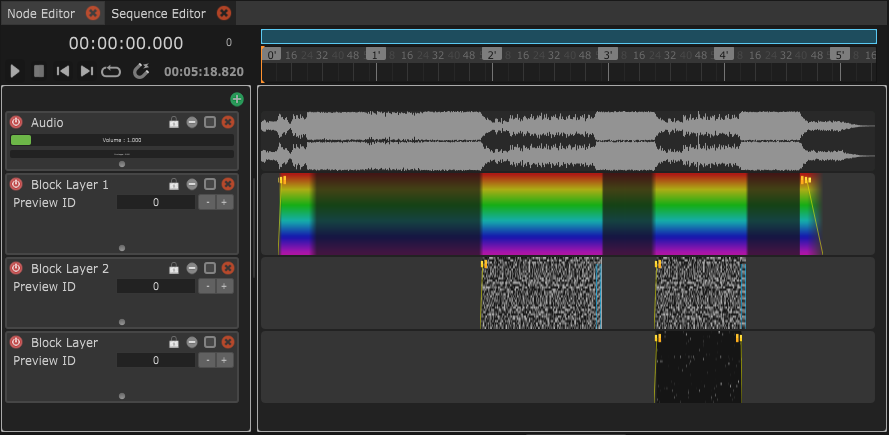 Node Editor Sequence Editor
00:00:00.000 0
00:05:18.820
0' 16 24 32 40 48 1' 8 16 24 32 40 48 2' 8 16 24 32 40 48 3' 8 16 24 32 40 48 4' 8 16 24 32 40 48 5' 8 16
Audio
Volume : 1.000
Block Layer 1
Preview ID 0 - +
Block Layer 2
Preview ID 0 - +
Block Layer
Preview ID 0 - +